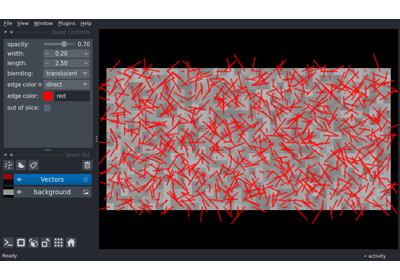 File View Window Plugins Help
layer controls
opacity: 0.70
width: 0.20
length: 2.50
blending: translucent
edge color m direct
edge color: red
out of slice:
layer list
Vectors
background
Ready
activity